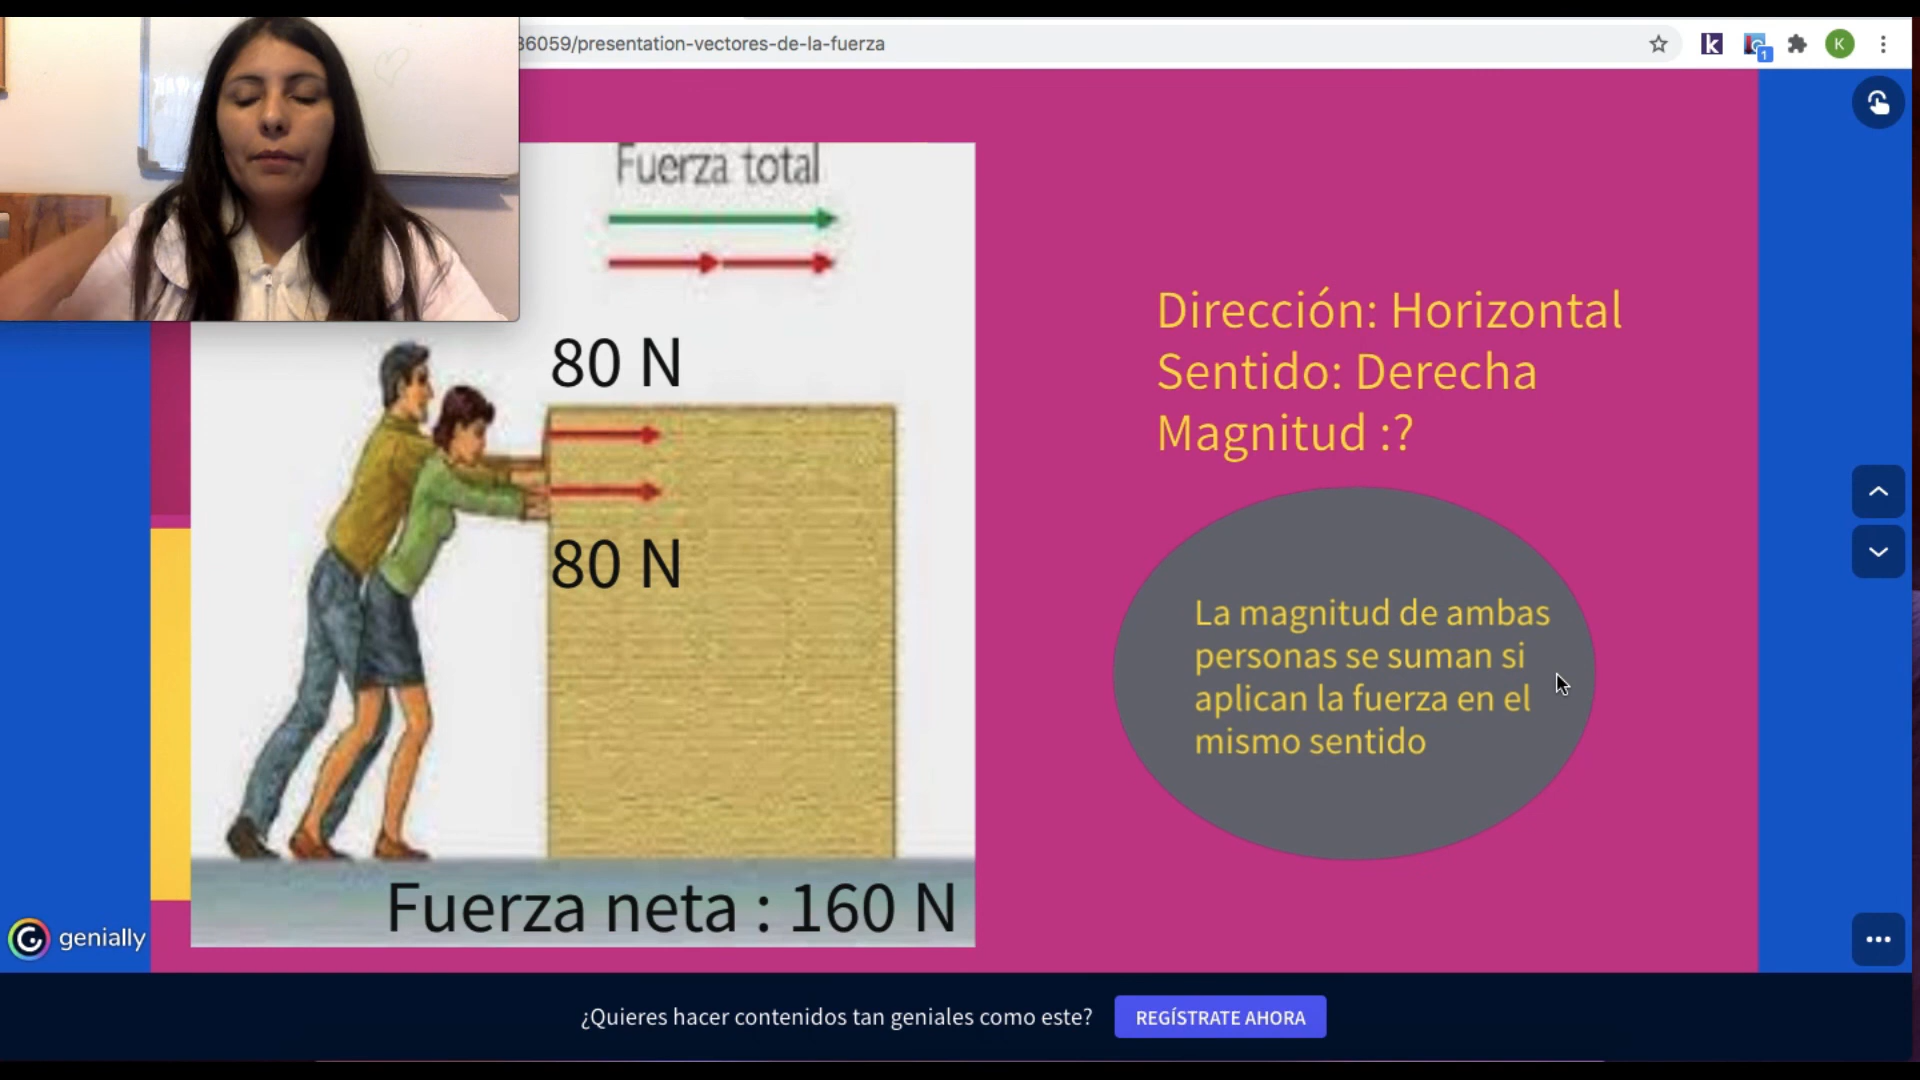 36059/presentation-vectores-de-la-fuerza
k
1
K
Fuerza total
80 N
80 N
Fuerza neta : 160 N
Dirección: Horizontal
Sentido: Derecha
Magnitud :?
La magnitud de ambas
personas se suman si
aplican la fuerza en el
mismo sentido
genially
¿Quieres hacer contenidos tan geniales como este?
REGÍSTRATE AHORA